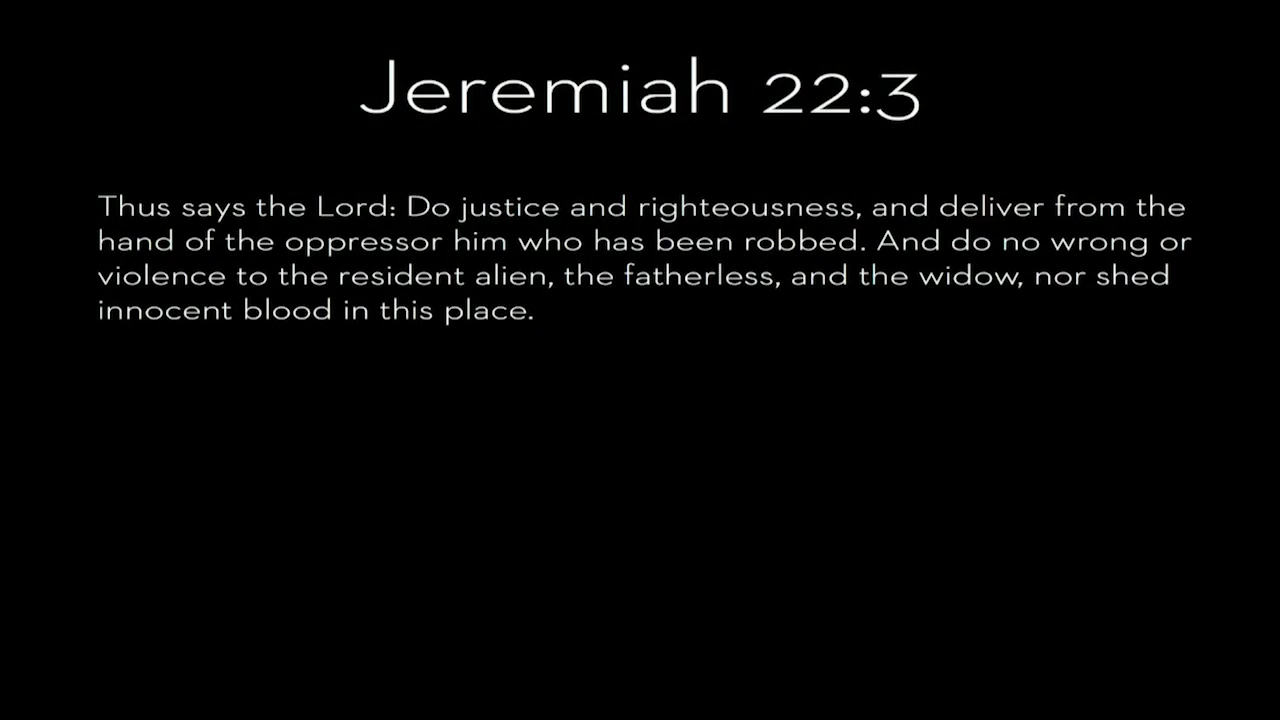 Jeremiah 22:3
Thus says the Lord: Do justice and righteousness, and deliver from the
hand of the oppressor him who has been robbed. And do no wrong or
violence to the resident alien, the fatherless, and the widow, nor shed
innocent blood in this place.